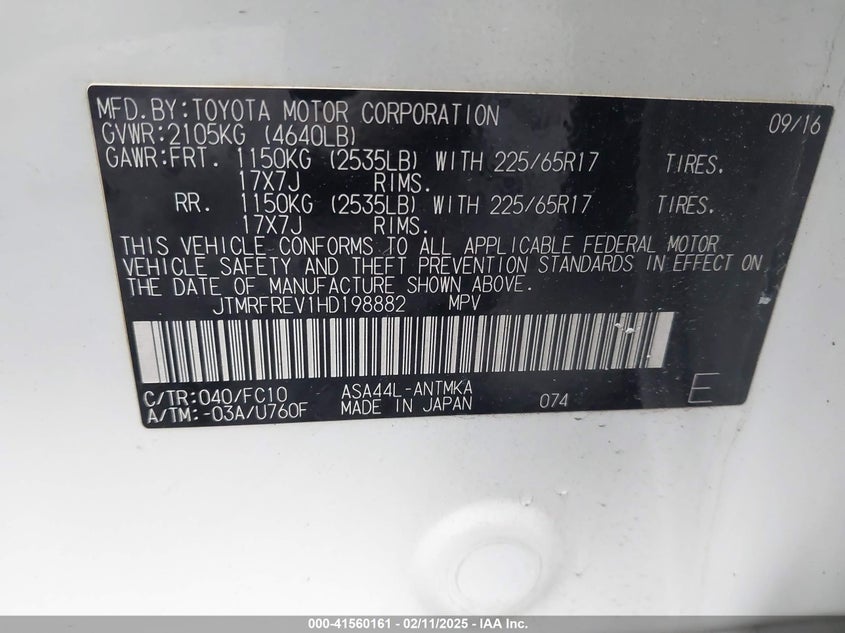 MFD.BY:TOYOTA MOTOR CORPORATION 09/16
GVWR:2105KG (4640LB)
GAWR:FRT. 1150KG (2535LB) WITH 225/65R17 TIRES.
17X7J RIMS.
RR. 1150KG (2535LB) WITH 225/65R17 TIRES.
17X7J RIMS.
THIS VEHICLE CONFORMS TO ALL APPLICABLE FEDERAL MOTOR
VEHICLE SAFETY AND THEFT PREVENTION STANDARDS IN EFFECT ON
THE DATE OF MANUFACTURE SHOWN ABOVE.
JTMRFREV1HD198882 MPV
C/TR:040/FC10 ASA44L-ANTMKA
A/TM:-03A/U760F MADE IN JAPAN 074 E
000-41560161 - 02/11/2025 - IAA, Inc.